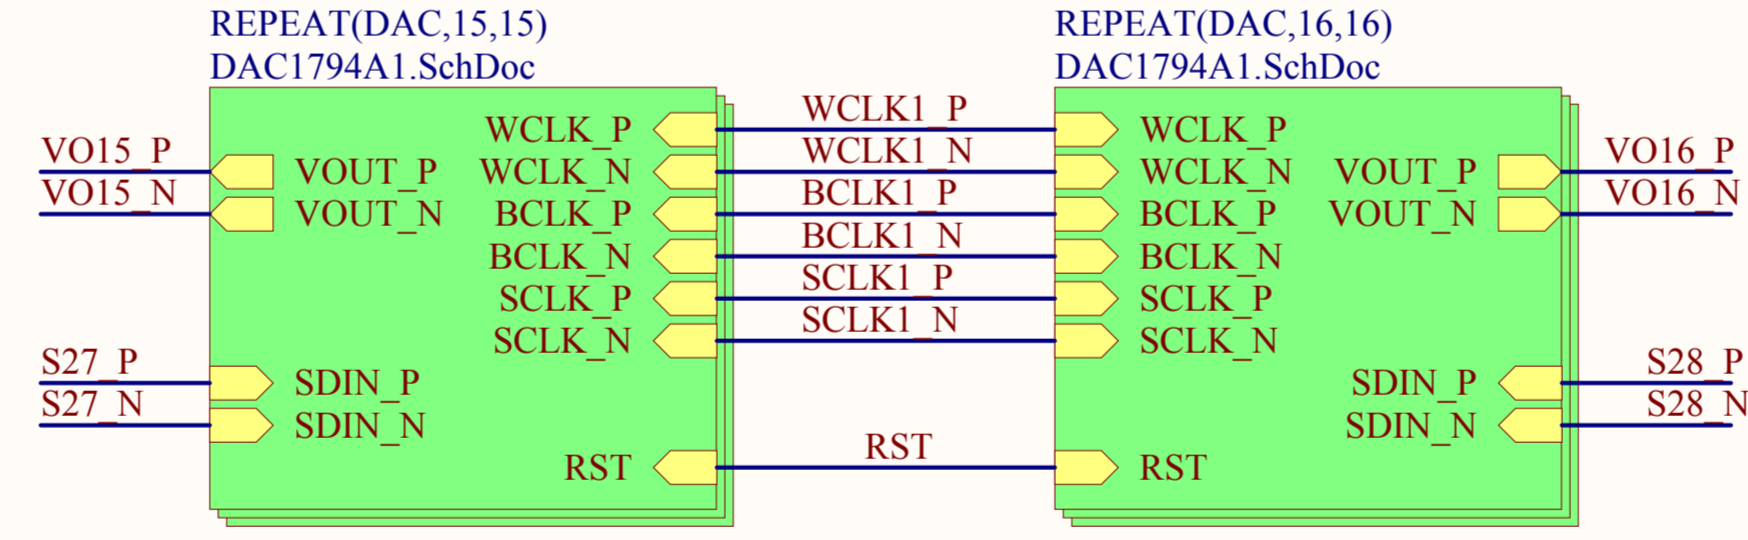 REPEAT(DAC,15,15)
DAC1794A1.SchDoc
VO15_P
VO15_N
S27_P
S27_N
VOUT_P
VOUT_N
SDIN_P
SDIN_N
WCLK_P
WCLK_N
BCLK_P
BCLK_N
SCLK_P
SCLK_N
RST
WCLK1_P
WCLK1_N
BCLK1_P
BCLK1_N
SCLK1_P
SCLK1_N
RST
REPEAT(DAC,16,16)
DAC1794A1.SchDoc
WCLK_P
WCLK_N
BCLK_P
BCLK_N
SCLK_P
SCLK_N
RST
VOUT_P
VOUT_N
SDIN_P
SDIN_N
VO16_P
VO16_N
S28_P
S28_N